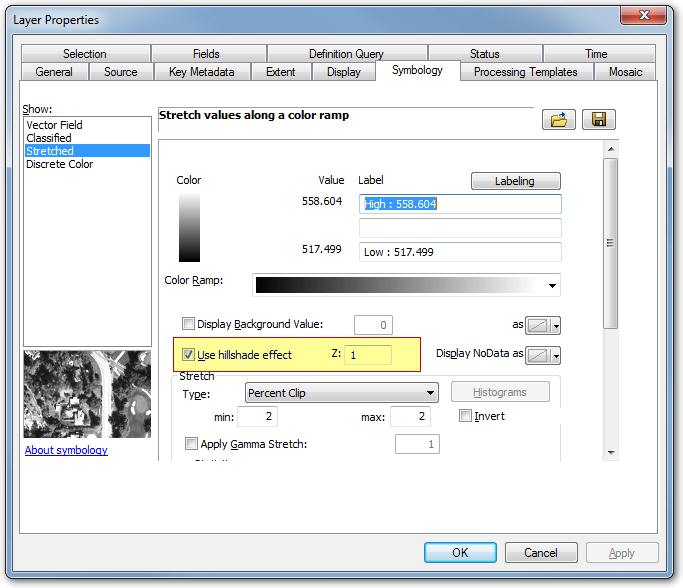 Layer Properties
Selection Fields Definition Query Status Time
General Source Key Metadata Extent Display Symbology Processing Templates Mosaic
Show:
Vector Field
Classified
Stretched
Discrete Color
About symbology
Stretch values along a color ramp
Color Value Label Labeling
558.604 High : 558.604
517.499 Low : 517.499
Color Ramp:
Display Background Value: 0 as
Use hillshade effect Z: 1 Display NoData as
Stretch
Type: Percent Clip Histograms
min: 2 max: 2 Invert
Apply Gamma Stretch: 1
OK Cancel Apply